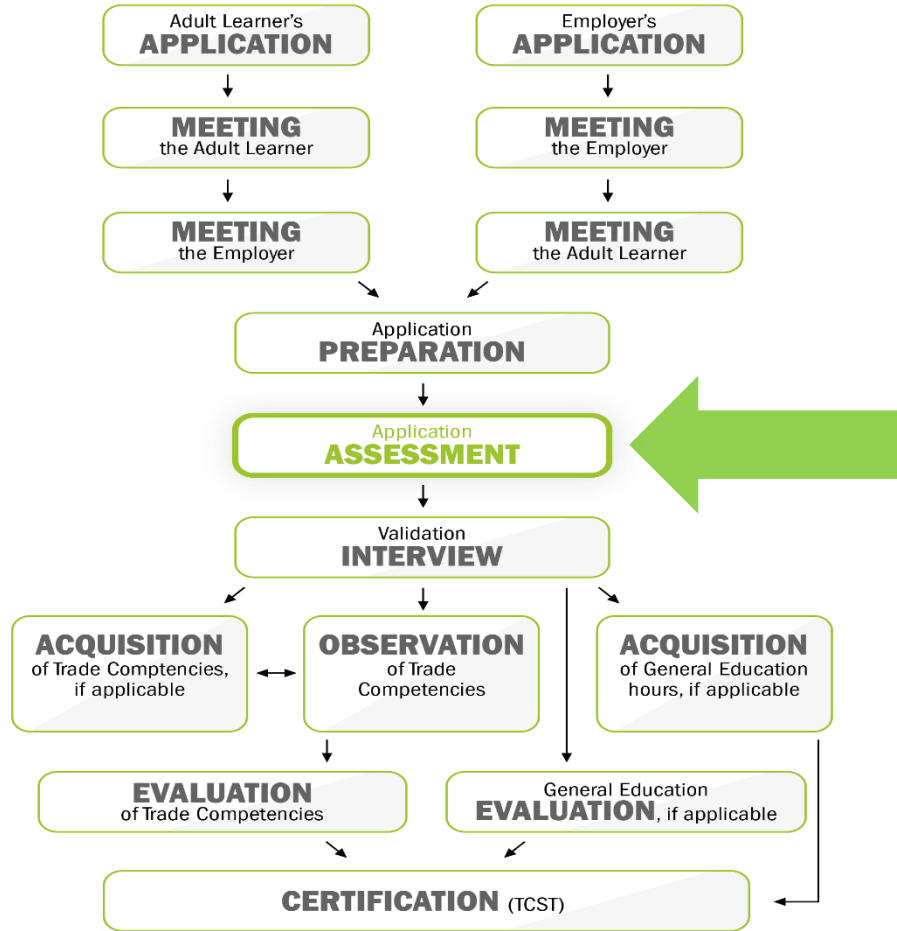 Adult Learner's
APPLICATION
Employer's
APPLICATION
MEETING
the Adult Learner
MEETING
the Employer
MEETING
the Employer
MEETING
the Adult Learner
Application
PREPARATION
Application
ASSESSMENT
Validation
INTERVIEW
ACQUISITION
of Trade Comptencies,
if applicable
OBSERVATION
of Trade
Competencies
ACQUISITION
of General Education
hours, if applicable
EVALUATION
of Trade Competencies
General Education
EVALUATION, if applicable
CERTIFICATION (TCST)